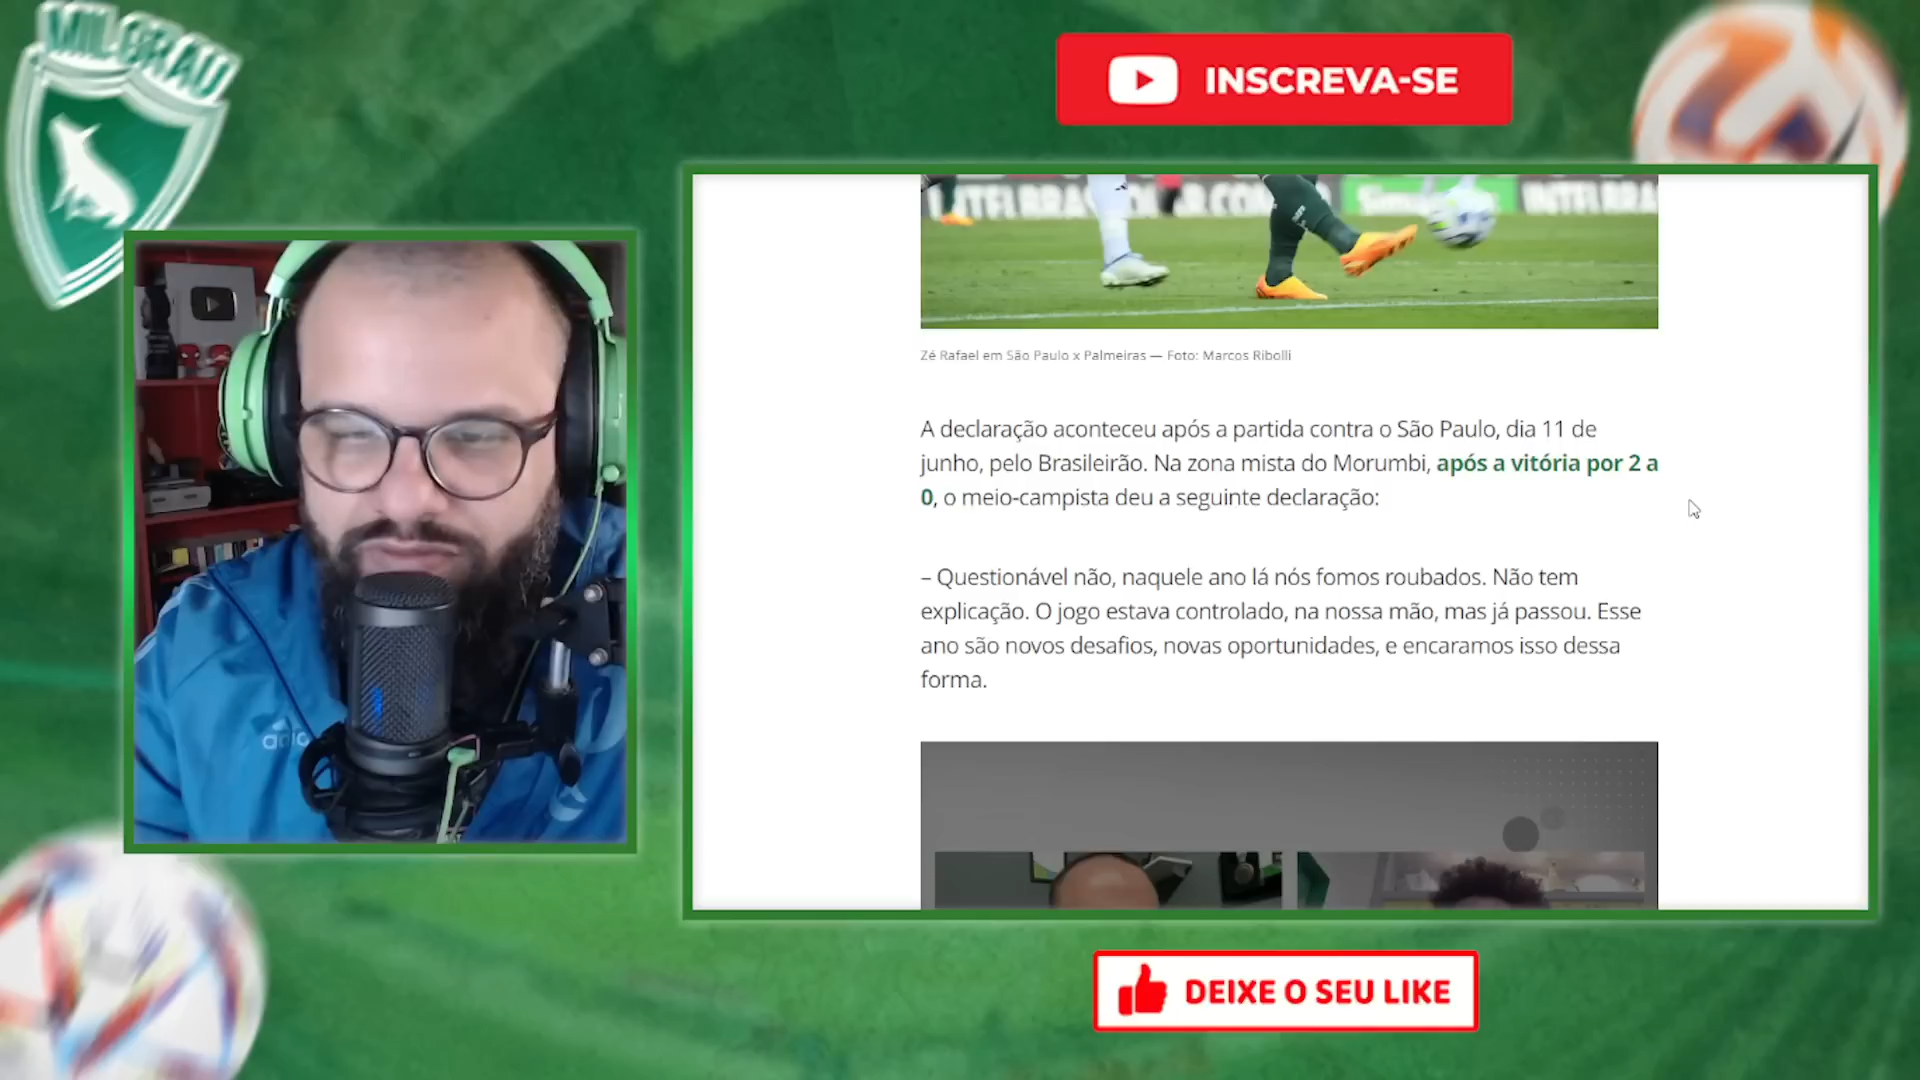 MILGRAU
INSCREVA-SE
INTELBRAS
INTELBRA
Zé Rafael em São Paulo x Palmeiras — Foto: Marcos Ribolli
A declaração aconteceu após a partida contra o São Paulo, dia 11 de
junho, pelo Brasileirão. Na zona mista do Morumbi, após a vitória por 2 a
0, o meio-campista deu a seguinte declaração:
– Questionável não, naquele ano lá nós fomos roubados. Não tem
explicação. O jogo estava controlado, na nossa mão, mas já passou. Esse
ano são novos desafios, novas oportunidades, e encaramos isso dessa
forma.
DEIXE O SEU LIKE